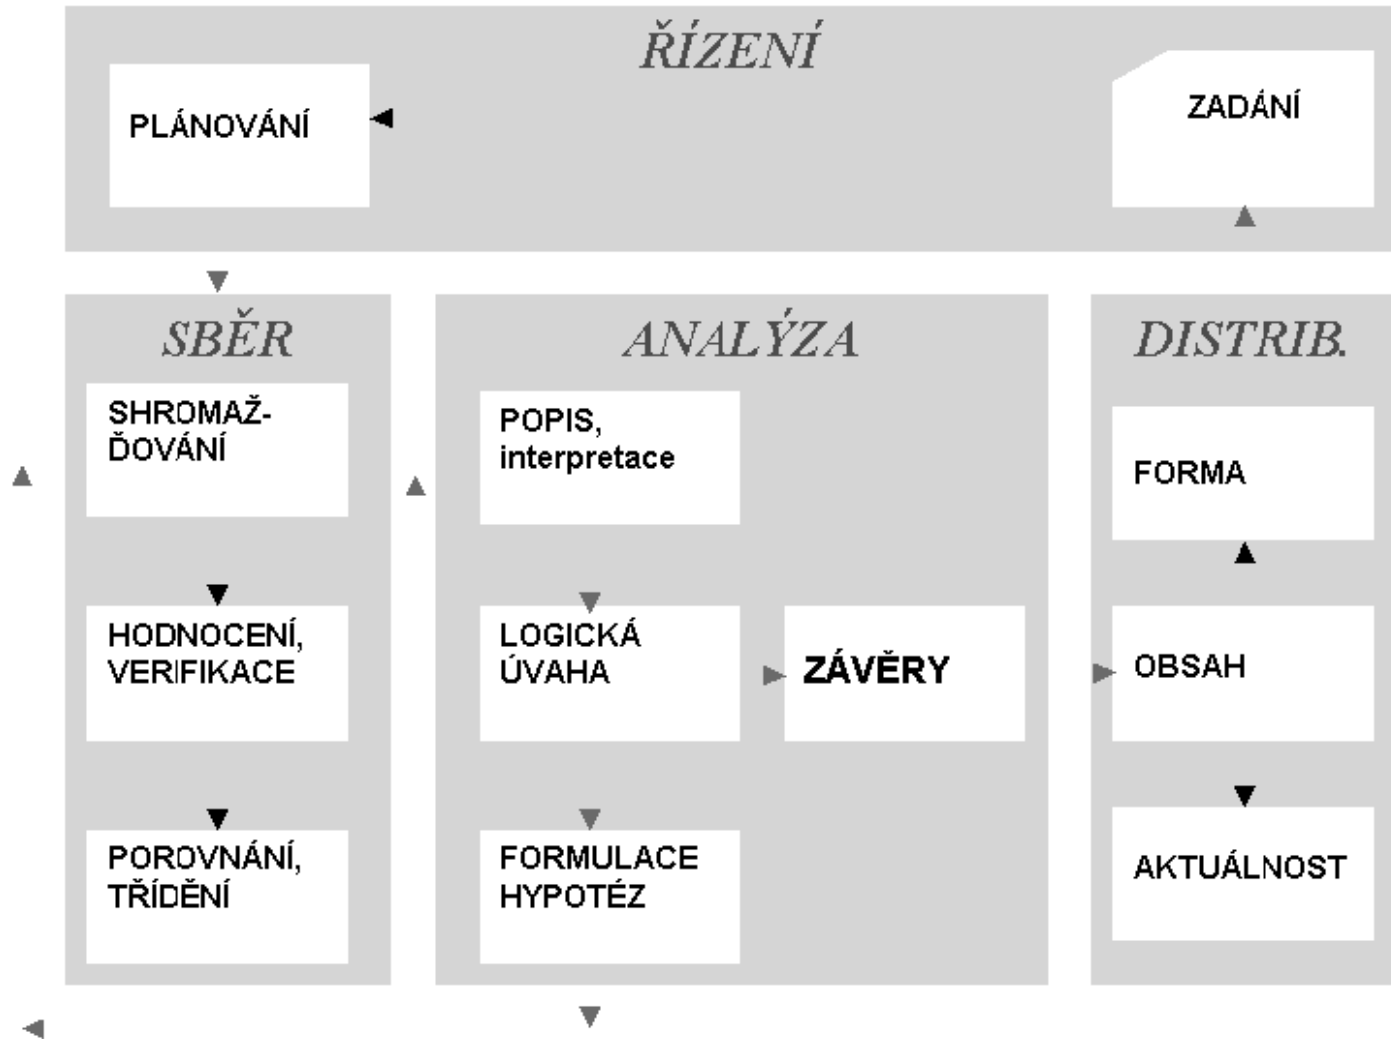 ŘÍZENÍ
PLÁNOVÁNÍ
ZADÁNÍ
SBĚR
SHROMAŽ-
ĎOVÁNÍ
HODNOCENÍ,
VERIFIKACE
POROVNÁNÍ,
TŘÍDĚNÍ
ANALÝZA
POPIS,
interpretace
LOGICKÁ
ÚVAHA
ZÁVĚRY
FORMULACE
HYPOTÉZ
DISTRIB.
FORMA
OBSAH
AKTUÁLNOST